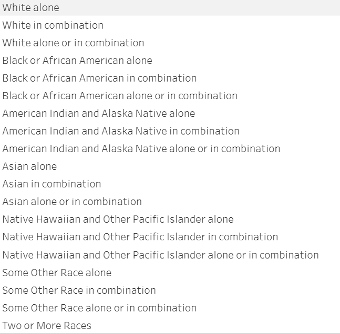 White alone
White in combination
White alone or in combination
Black or African American alone
Black or African American in combination
Black or African American alone or in combination
American Indian and Alaska Native alone
American Indian and Alaska Native in combination
American Indian and Alaska Native alone or in combination
Asian alone
Asian in combination
Asian alone or in combination
Native Hawaiian and Other Pacific Islander alone
Native Hawaiian and Other Pacific Islander in combination
Native Hawaiian and Other Pacific Islander alone or in combination
Some Other Race alone
Some Other Race in combination
Some Other Race alone or in combination
Two or More Races